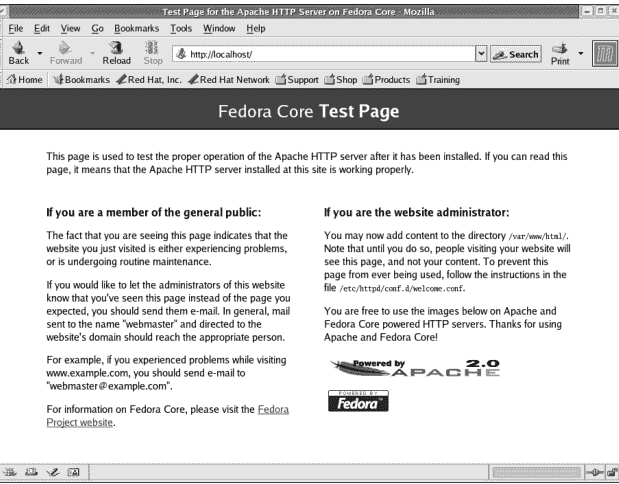 Test Page for the Apache HTTP Server on Fedora Core - Mozilla
File Edit View Go Bookmarks Tools Window Help
Back Forward Reload Stop http://localhost/ Search Print
Home Bookmarks Red Hat, Inc. Red Hat Network Support Shop Products Training
Fedora Core Test Page
This page is used to test the proper operation of the Apache HTTP server after it has been installed. If you can read this
page, it means that the Apache HTTP server installed at this site is working properly.
If you are a member of the general public:
The fact that you are seeing this page indicates that the
website you just visited is either experiencing problems,
or is undergoing routine maintenance.
If you would like to let the administrators of this website
know that you've seen this page instead of the page you
expected, you should send them e-mail. In general, mail
sent to the name "webmaster" and directed to the
website's domain should reach the appropriate person.
For example, if you experienced problems while visiting
www.example.com, you should send e-mail to
"webmaster@example.com".
For information on Fedora Core, please visit the Fedora
Project website.
If you are the website administrator:
You may now add content to the directory /var/www/html/.
Note that until you do so, people visiting your website will
see this page, and not your content. To prevent this
page from ever being used, follow the instructions in the
file /etc/httpd/conf.d/welcome.conf.
You are free to use the images below on Apache and
Fedora Core powered HTTP servers. Thanks for using
Apache and Fedora Core!
Powered by 2.0
APACHE
POWERED BY
Fedora